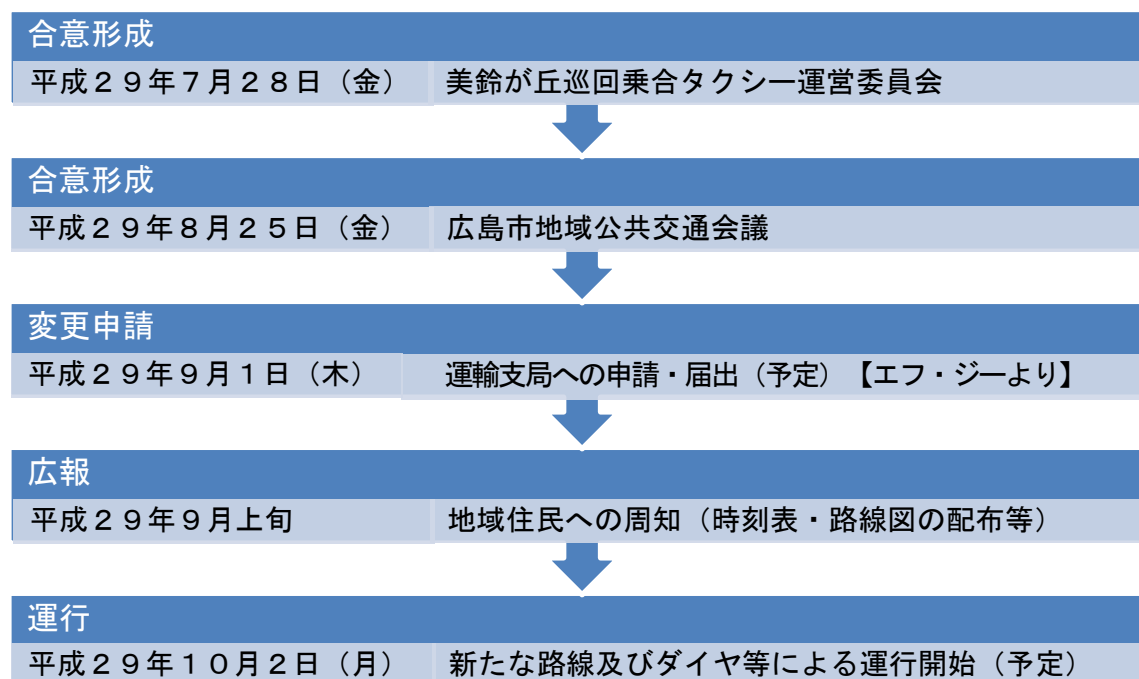 合意形成
平成２９年７月２８日（金） 美鈴が丘巡回乗合タクシー運営委員会
合意形成
平成２９年８月２５日（金） 広島市地域公共交通会議
変更申請
平成２９年９月１日（木） 運輸支局への申請・届出（予定）【エフ・ジーより】
広報
平成２９年９月上旬 地域住民への周知（時刻表・路線図の配布等）
運行
平成２９年１０月２日（月） 新たな路線及びダイヤ等による運行開始（予定）